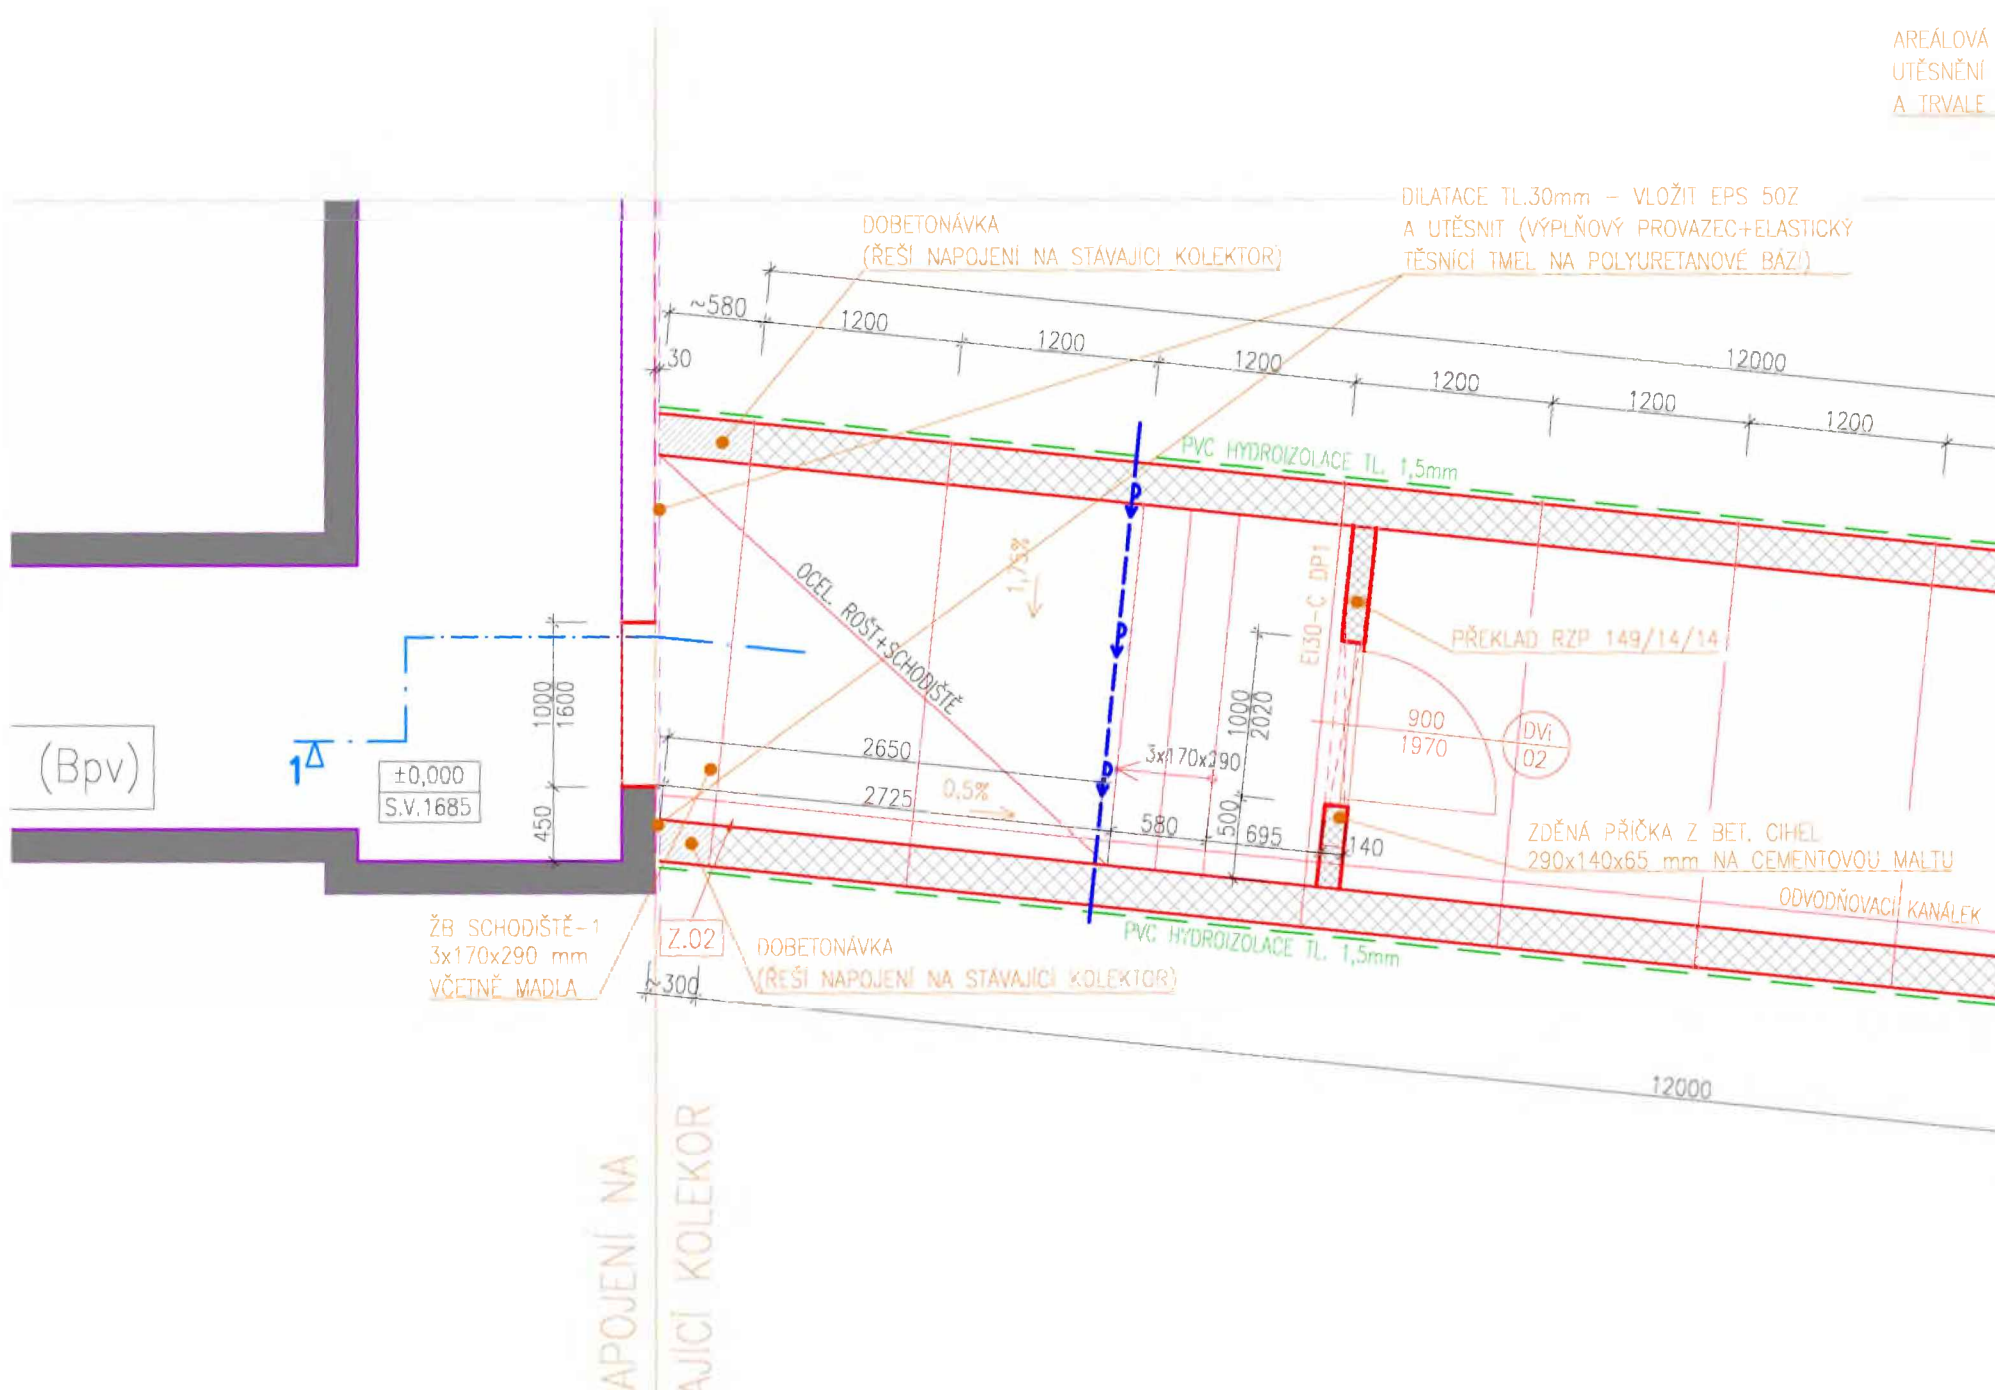 AREÁLOVÁ
UTĚSNĚNÍ
A TRVALE
DILATACE TL.30mm – VLOŽIT EPS 50Z
A UTĚSNIT (VÝPLŇOVÝ PROVAZEC+ELASTICKÝ
TĚSNÍCÍ TMEL NA POLYURETANOVÉ BÁZI)
DOBETONÁVKA
(ŘEŠÍ NAPOJENÍ NA STÁVAJÍCÍ KOLEKTOR)
~580
1200
1200
1200
1200
1200
1200
12000
30
PVC HYDROIZOLACE TL. 1,5mm
P
P
P
1,75%
OCEL. ROŠT+SCHODIŠTĚ
EI30-C DP1
PŘEKLAD RZP 149/14/14
1000
1600
450
1000
2020
500
900
1970
DVi
02
(Bpv)
1
±0,000
S.V.1685
2650
2725
0,5%
3x170x290
580
695
140
ZDĚNÁ PŘÍČKA Z BET. CIHEL
290x140x65 mm NA CEMENTOVOU MALTU
ODVODŇOVACÍ KANÁLEK
ŽB SCHODIŠTĚ-1
3x170x290 mm
VČETNĚ MADLA
Z.02
DOBETONÁVKA
(ŘEŠÍ NAPOJENÍ NA STÁVAJÍCÍ KOLEKTOR)
PVC HYDROIZOLACE TL. 1,5mm
~300
12000
APOJENÍ NA
AJÍCÍ KOLEKOR